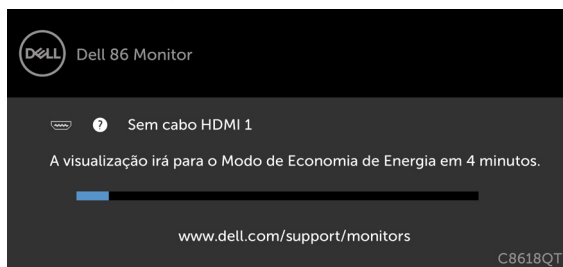 DELL
Dell 86 Monitor
? Sem cabo HDMI 1
A visualização irá para o Modo de Economia de Energia em 4 minutos.
www.dell.com/support/monitors
C8618QT